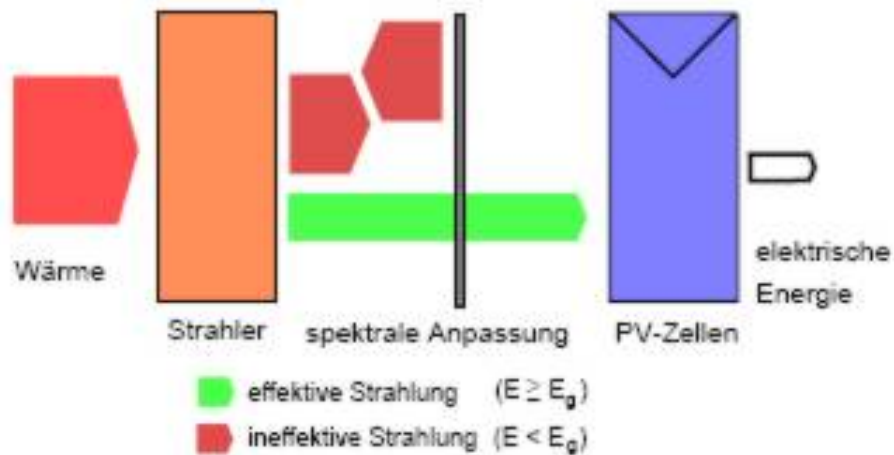 Wärme
elektrische
Energie
Strahler
spektrale Anpassung
PV-Zellen
effektive Strahlung (E ≥ Eg)
ineffektive Strahlung (E < Eg)